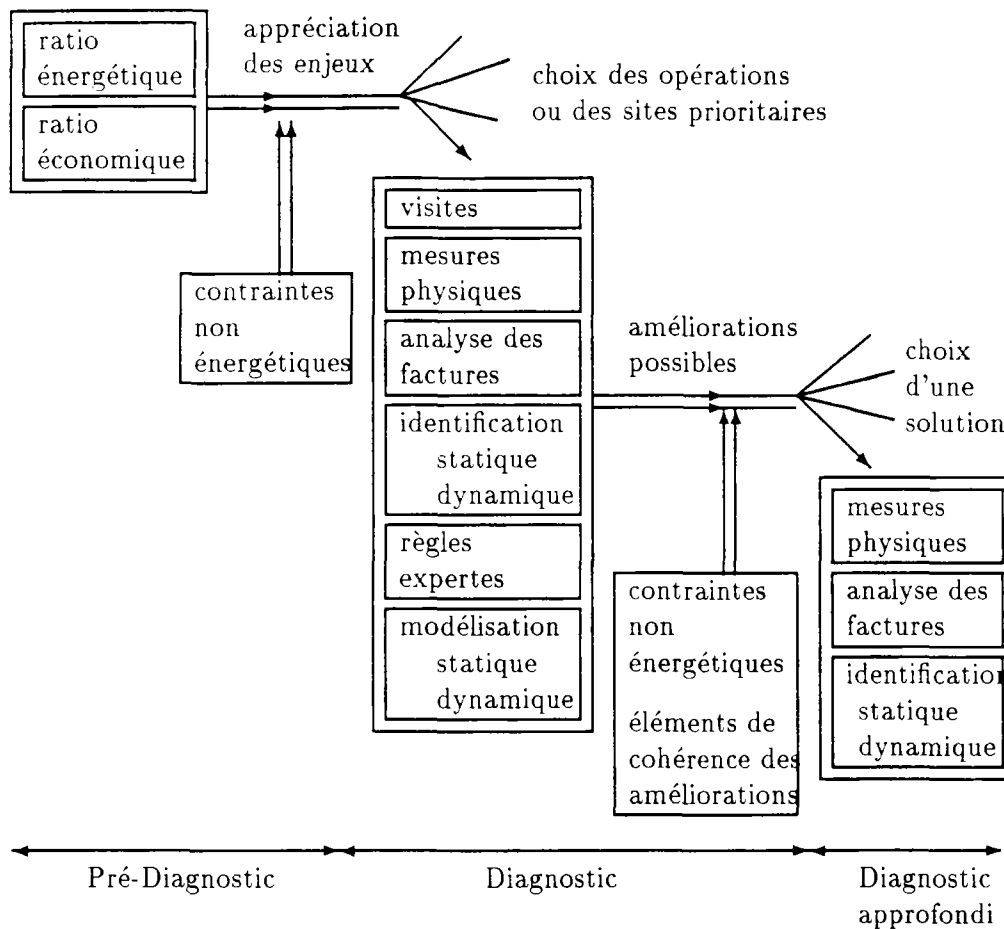 ratio
énergétique
ratio
économique
appréciation
des enjeux
choix des opérations
ou des sites prioritaires
contraintes
non
énergétiques
visites
mesures
physiques
analyse des
factures
identification
statique
dynamique
règles
expertes
modélisation
statique
dynamique
améliorations
possibles
choix
d'une
solution
contraintes
non
énergétiques
éléments de
cohérence des
améliorations
mesures
physiques
analyse des
factures
identification
statique
dynamique
Pré-Diagnostic
Diagnostic
Diagnostic
approfondi